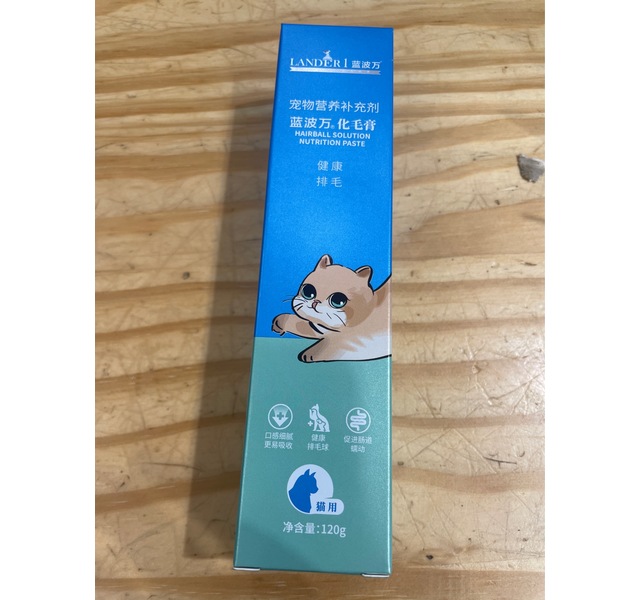 LANDER 蓝波万
宠物营养补充剂
蓝波万® 化毛膏
HAIRBALL SOLUTION
NUTRITION PASTE
健康
排毛
口感细腻 健康 促进肠道
更易吸收 排毛球 蠕动
猫用
净含量:120g